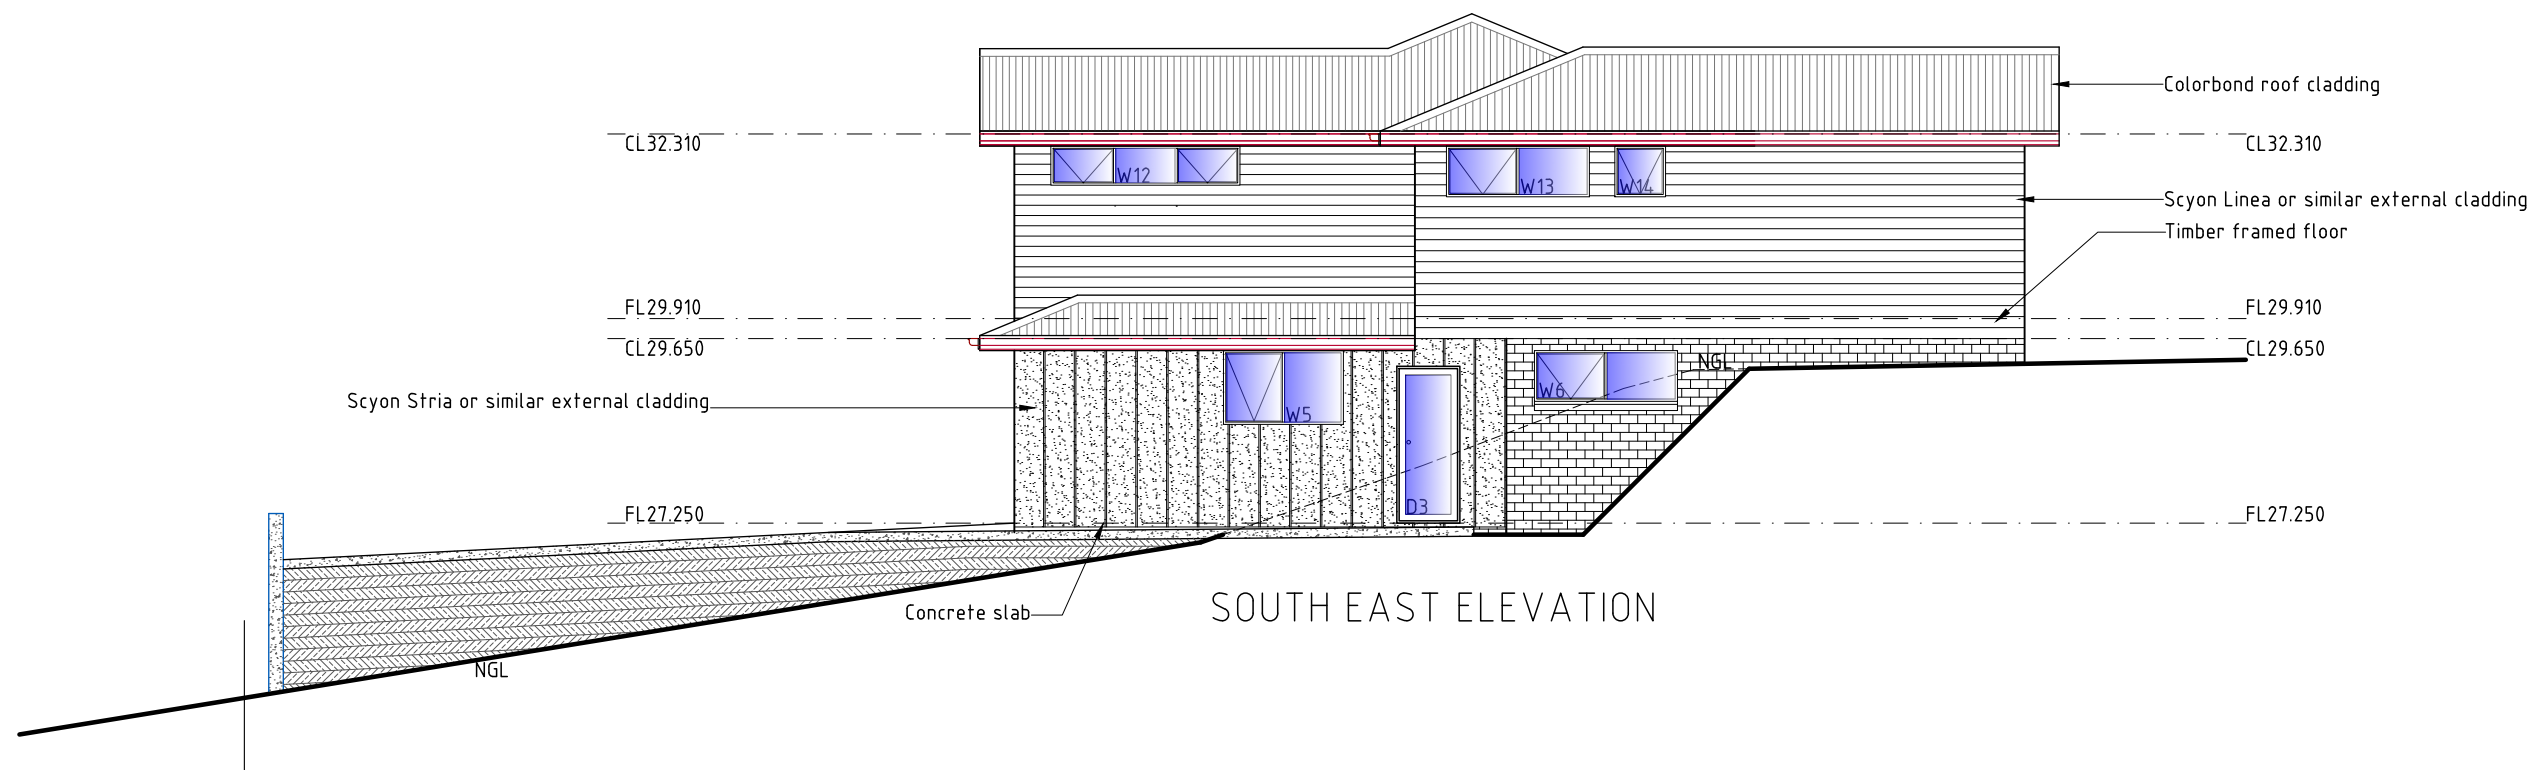 Colorbond roof cladding
CL32.310
CL32.310
W12
W13
W14
Scyon Linea or similar external cladding
Timber framed floor
FL29.910
FL29.910
CL29.650
CL29.650
NGL
W6
Scyon Stria or similar external cladding
W5
D3
FL27.250
FL27.250
Concrete slab
SOUTH EAST ELEVATION
NGL